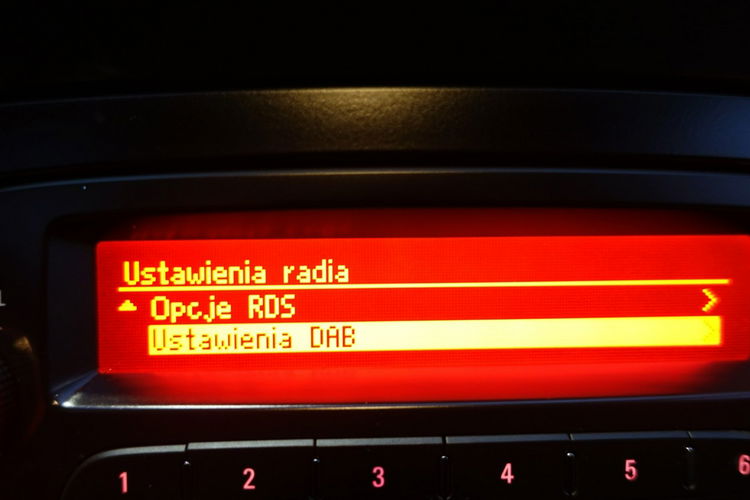 Ustawienia radia
Opcje RDS
Ustawienia DAB
1 2 3 4 5 6